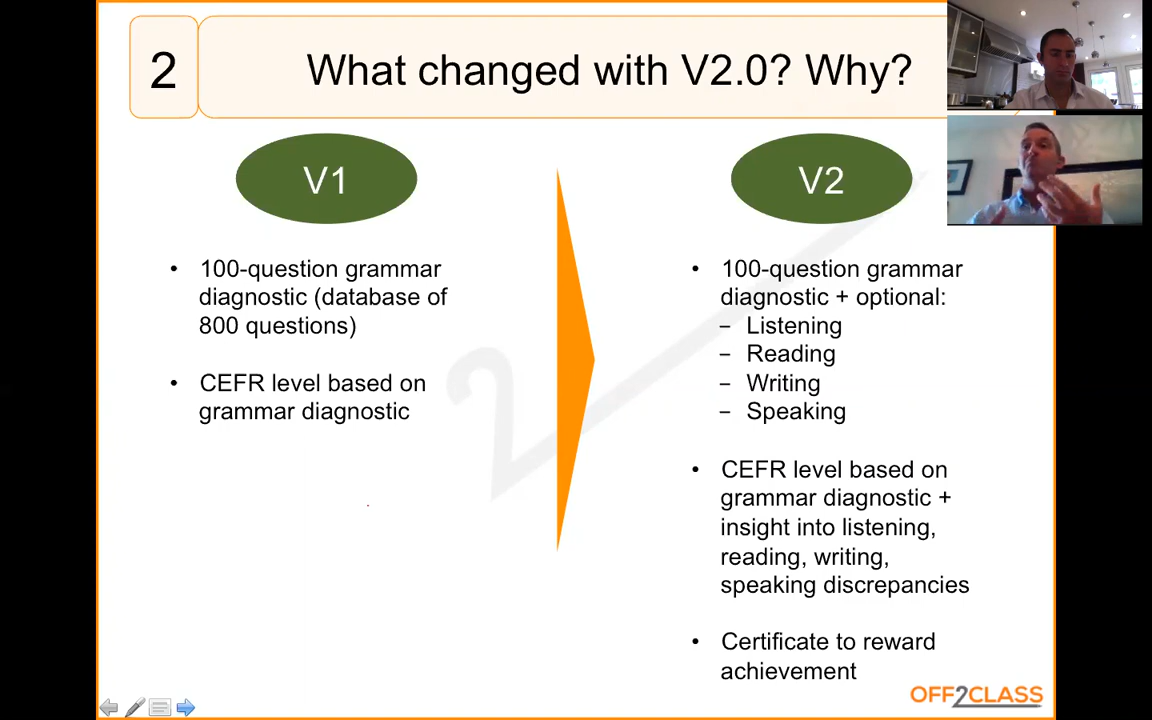 2
What changed with V2.0? Why?
V1
• 100-question grammar
diagnostic (database of
800 questions)
• CEFR level based on
grammar diagnostic
V2
• 100-question grammar
diagnostic + optional:
– Listening
– Reading
– Writing
– Speaking
• CEFR level based on
grammar diagnostic +
insight into listening,
reading, writing,
speaking discrepancies
• Certificate to reward
achievement
2
OFF2CLASS